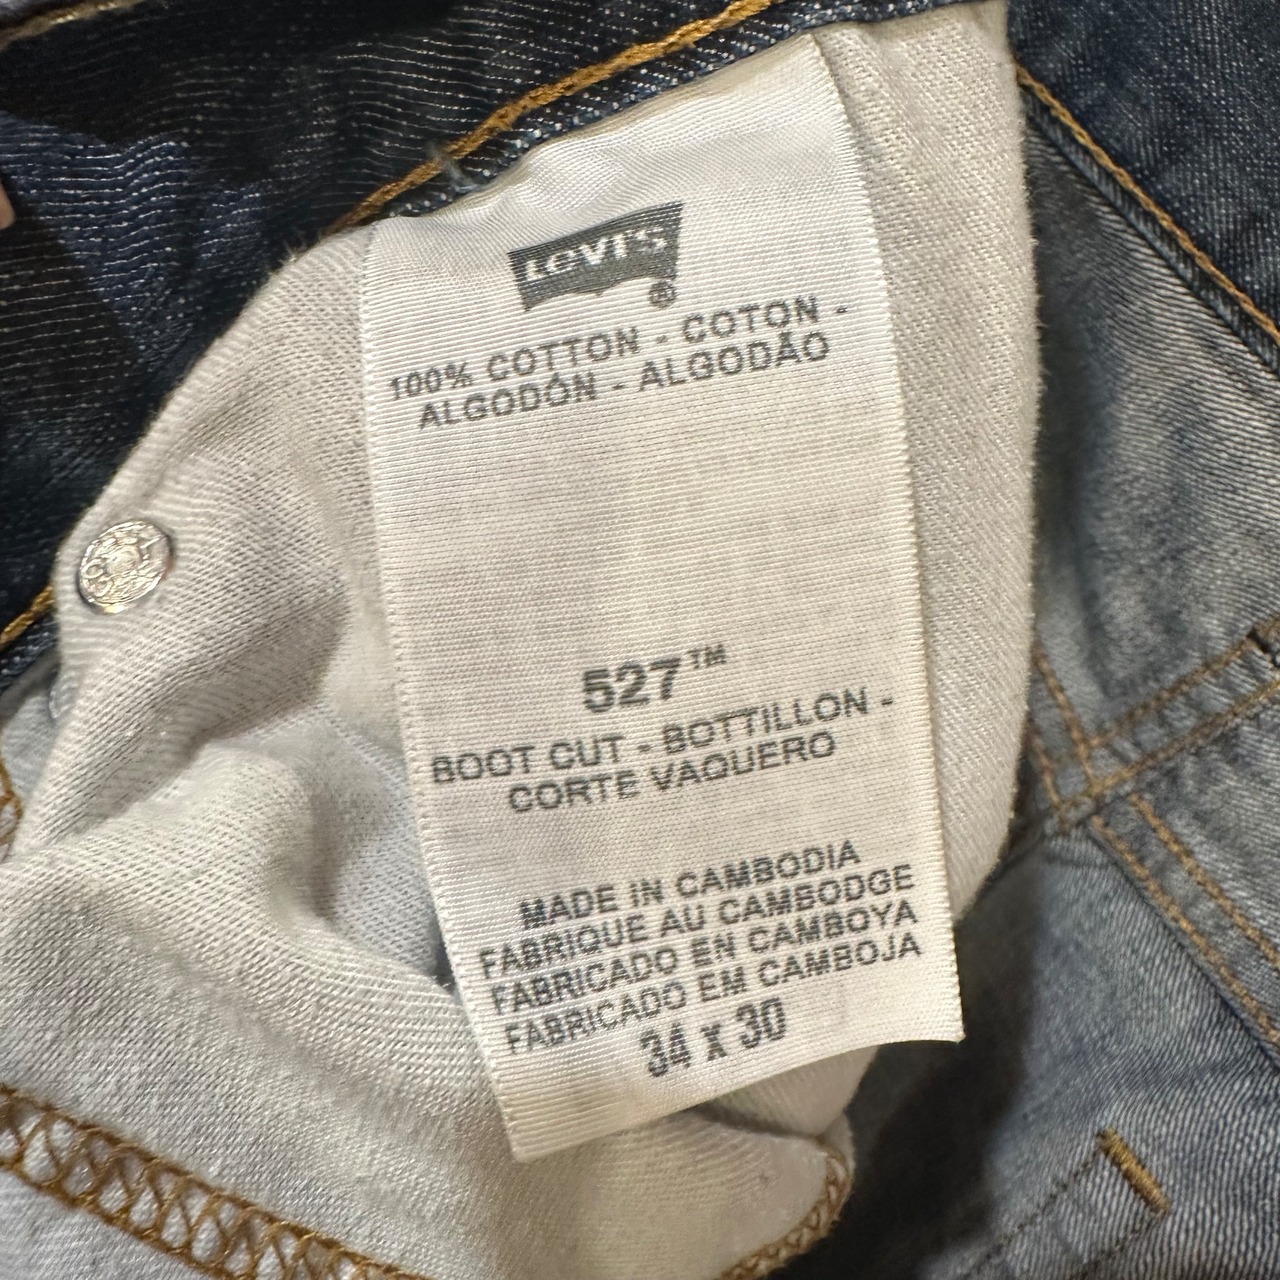 Levi's®
100% COTTON - COTON -
ALGODÓN - ALGODÃO
527™
BOOT CUT - BOTTILLON -
CORTE VAQUERO
MADE IN CAMBODIA
FABRIQUE AU CAMBODGE
FABRICADO EN CAMBOYA
FABRICADO EM CAMBOJA
34 x 30